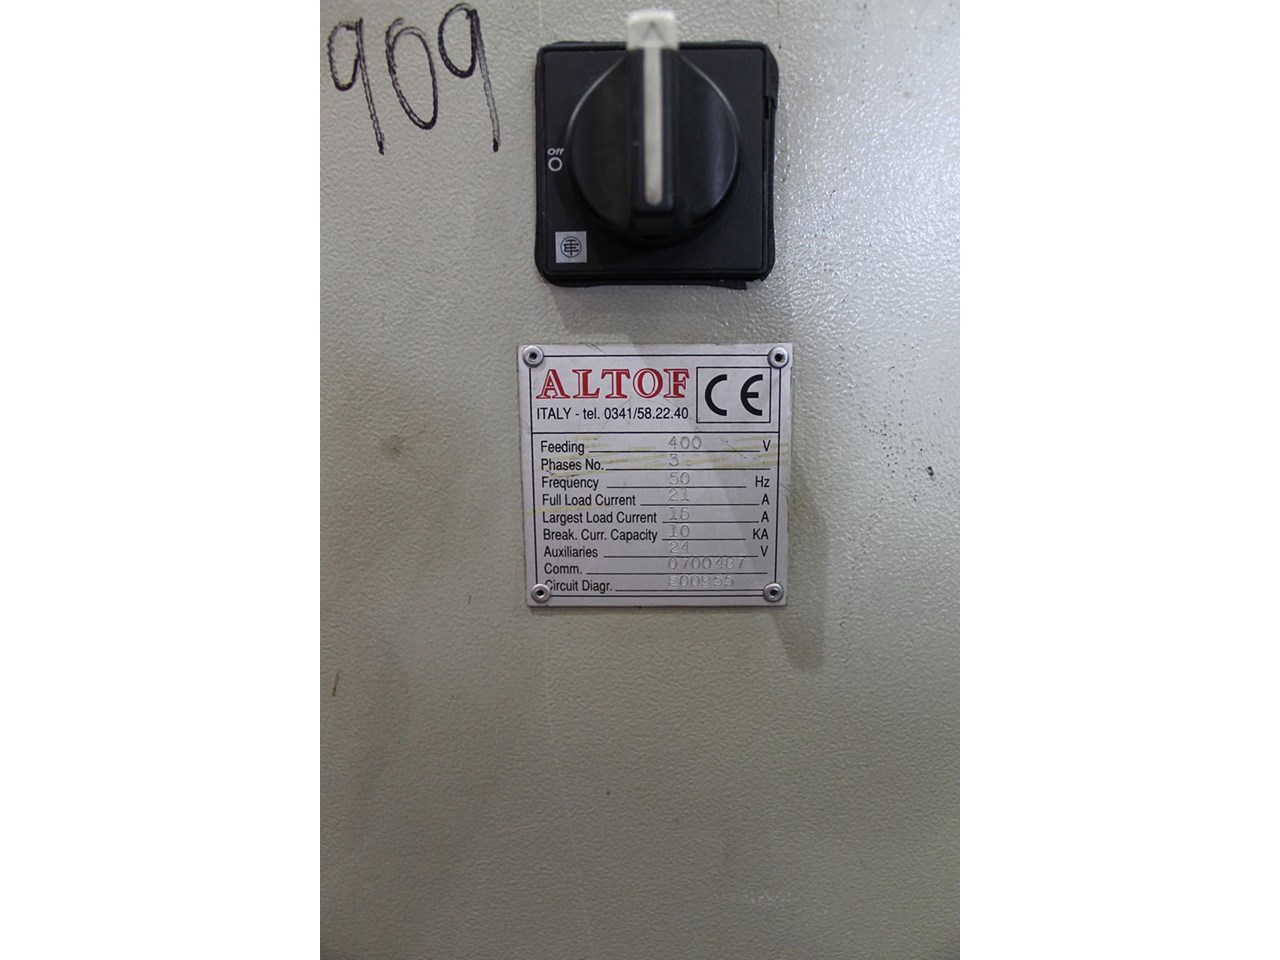 909
Off
O
ALTOF CE
ITALY - tel. 0341/58.22.40
Feeding 400 V
Phases No. 3
Frequency 50 Hz
Full Load Current 21 A
Largest Load Current 15 A
Break. Curr. Capacity 10 KA
Auxiliaries 24 V
Comm. 0700487
Circuit Diagr. E00955